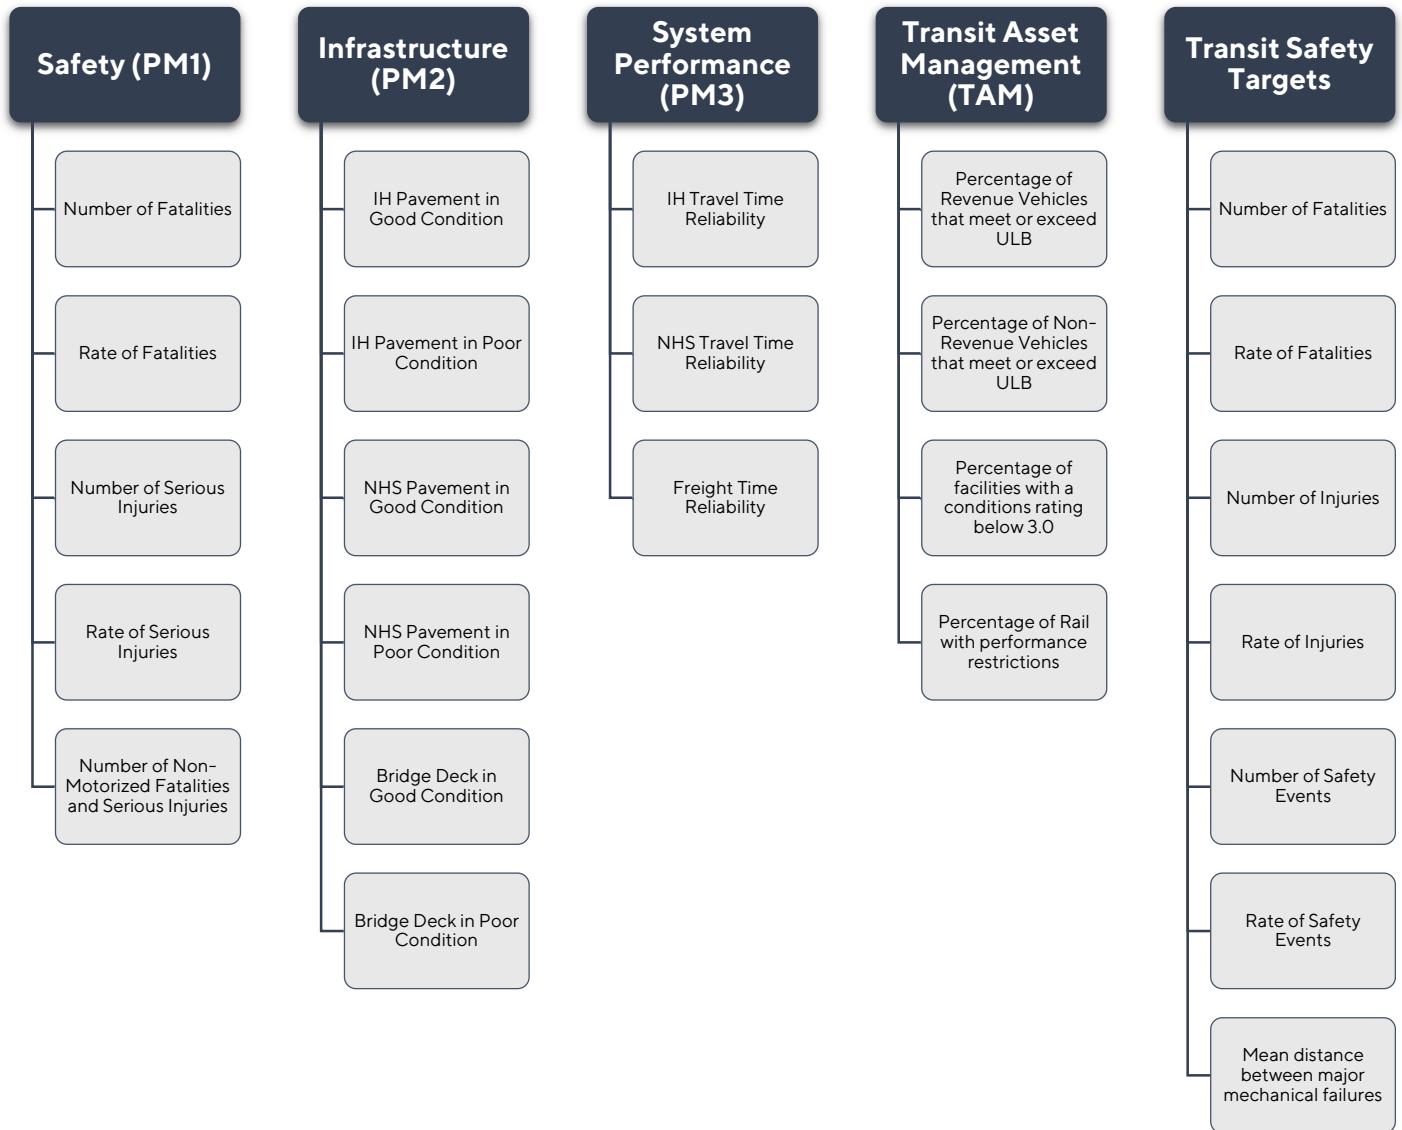 Safety (PM1)
Number of Fatalities
Rate of Fatalities
Number of Serious
Injuries
Rate of Serious
Injuries
Number of Non-
Motorized Fatalities
and Serious Injuries
Infrastructure
(PM2)
IH Pavement in
Good Condition
IH Pavement in Poor
Condition
NHS Pavement in
Good Condition
NHS Pavement in
Poor Condition
Bridge Deck in
Good Condition
Bridge Deck in Poor
Condition
System
Performance
(PM3)
IH Travel Time
Reliability
NHS Travel Time
Reliability
Freight Time
Reliability
Transit Asset
Management
(TAM)
Percentage of
Revenue Vehicles
that meet or exceed
ULB
Percentage of Non-
Revenue Vehicles
that meet or exceed
ULB
Percentage of
facilities with a
conditions rating
below 3.0
Percentage of Rail
with performance
restrictions
Transit Safety
Targets
Number of Fatalities
Rate of Fatalities
Number of Injuries
Rate of Injuries
Number of Safety
Events
Rate of Safety
Events
Mean distance
between major
mechanical failures